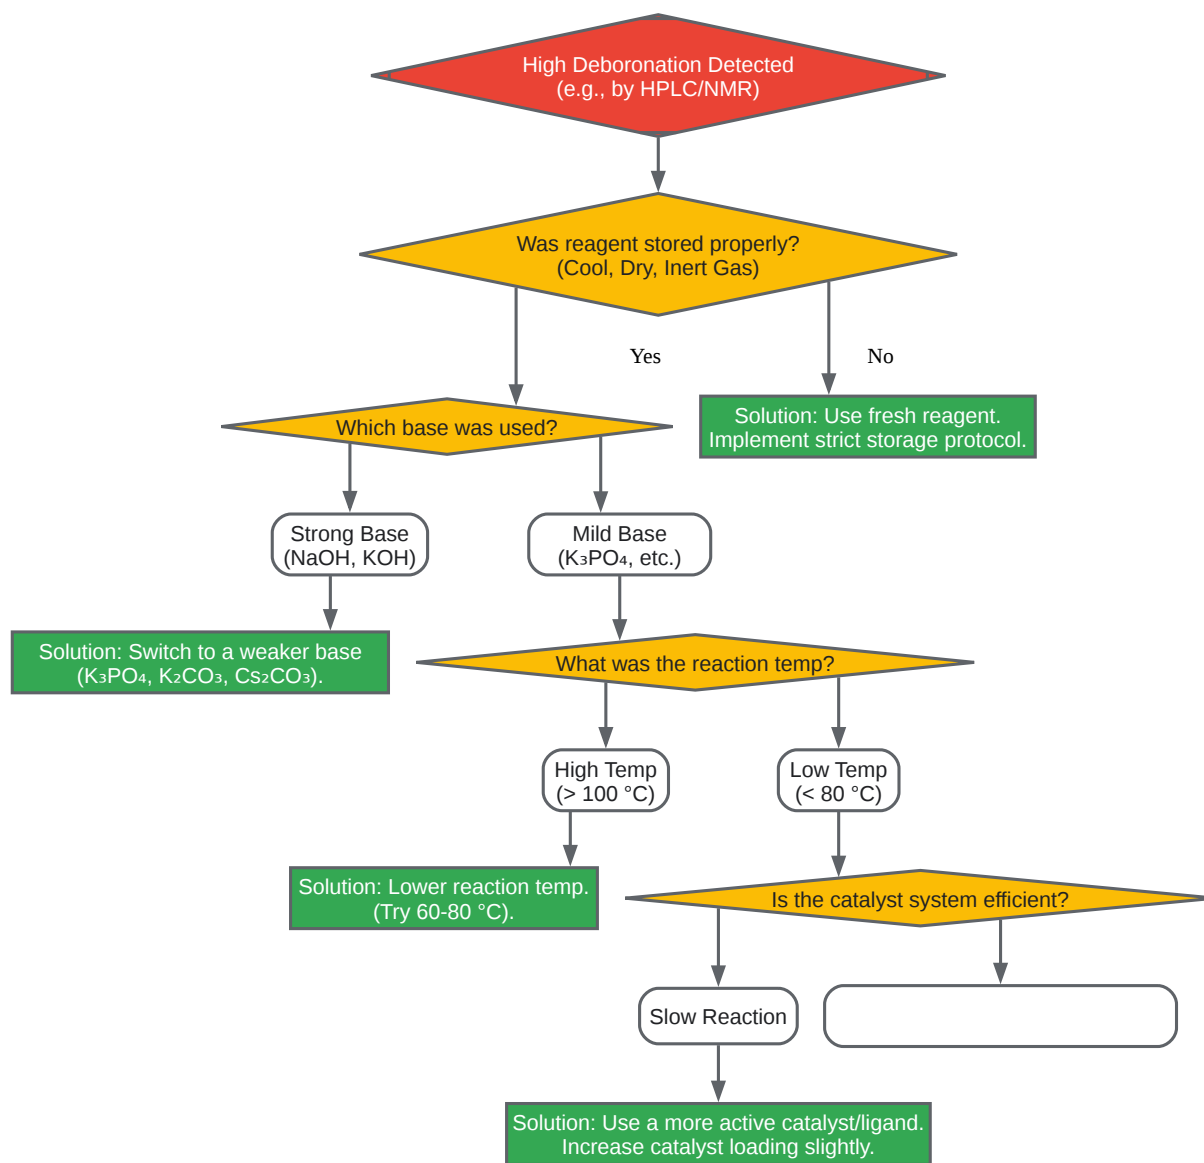 High Deboronation Detected
(e.g., by HPLC/NMR)
Was reagent stored properly?
(Cool, Dry, Inert Gas)
Yes
No
Which base was used?
Solution: Use fresh reagent.
Implement strict storage protocol.
Strong Base
(NaOH, KOH)
Mild Base
(K₃PO₄, etc.)
Solution: Switch to a weaker base
(K₃PO₄, K₂CO₃, Cs₂CO₃).
What was the reaction temp?
High Temp
(> 100 °C)
Low Temp
(< 80 °C)
Solution: Lower reaction temp.
(Try 60-80 °C).
Is the catalyst system efficient?
Slow Reaction
Solution: Use a more active catalyst/ligand.
Increase catalyst loading slightly.